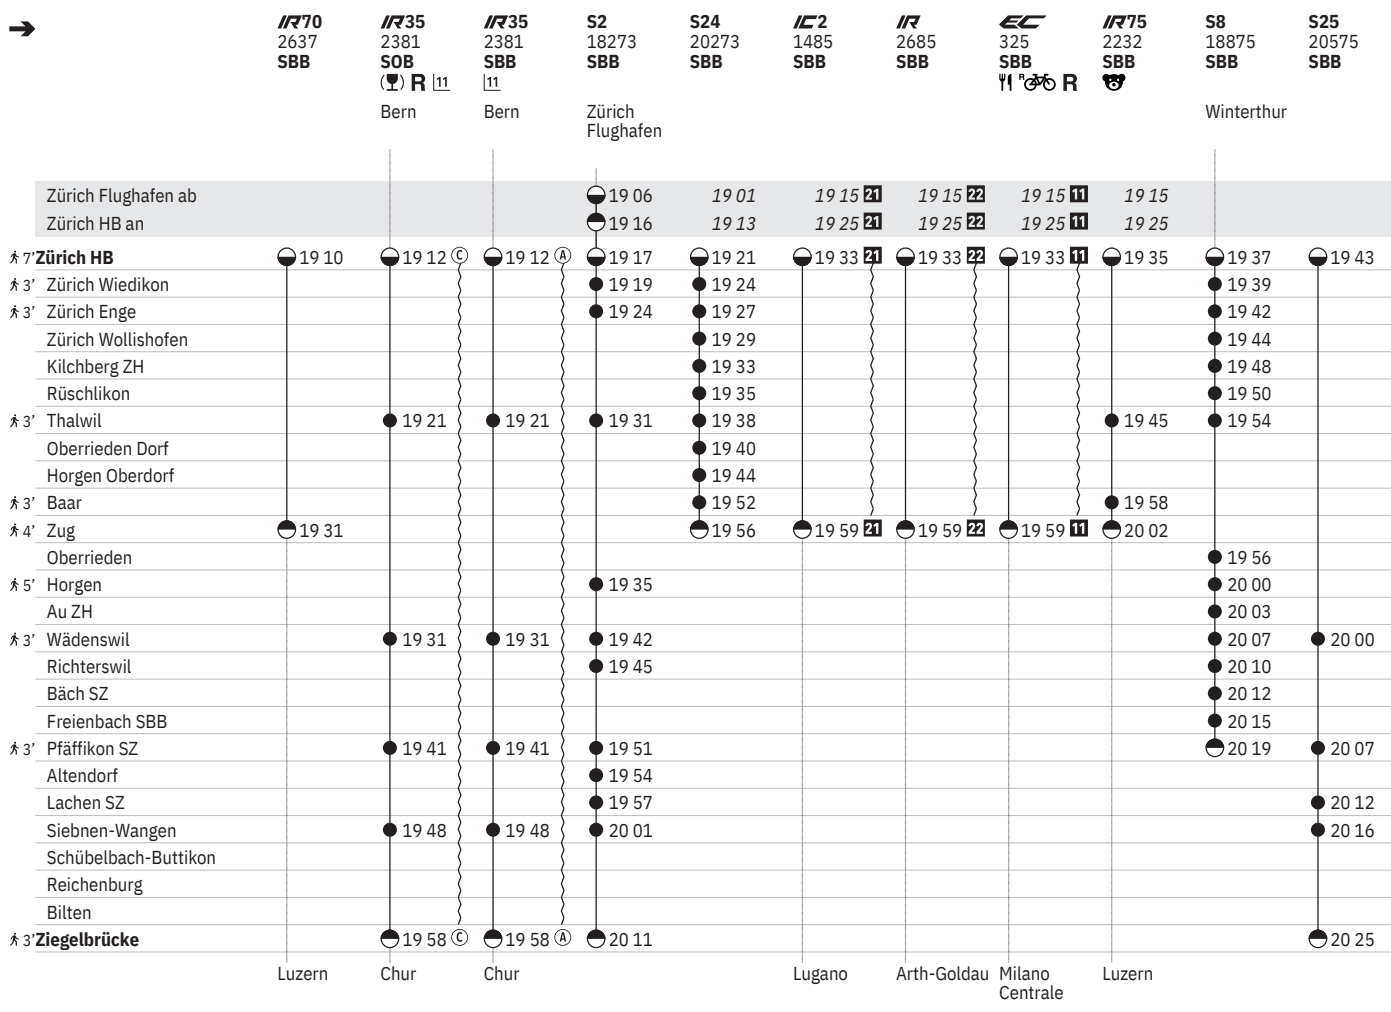 IR70 IR35 IR35 S2 S24 IC2 IR EC IR75 S8 S25
2637 2381 2381 18273 20273 1485 2685 325 2232 18875 20575
SBB SOB SBB SBB SBB SBB SBB SBB SBB SBB SBB
R 11 11 R R
Bern Bern Zürich Winterthur
Flughafen
Zürich Flughafen ab 19 06 19 01 19 15 21 19 15 22 19 15 11 19 15
Zürich HB an 19 16 19 13 19 25 21 19 25 22 19 25 11 19 25
7' Zürich HB 19 10 19 12 C 19 12 A 19 17 19 21 19 33 21 19 33 22 19 33 11 19 35 19 37 19 43
3' Zürich Wiedikon 19 19 19 24 19 39
3' Zürich Enge 19 24 19 27 19 42
Zürich Wollishofen 19 29 19 44
Kilchberg ZH 19 33 19 48
Rüschlikon 19 35 19 50
3' Thalwil 19 21 19 21 19 31 19 38 19 45 19 54
Oberrieden Dorf 19 40
Horgen Oberdorf 19 44
3' Baar 19 52 19 58
4' Zug 19 31 19 56 19 59 21 19 59 22 19 59 11 20 02
Oberrieden 19 56
5' Horgen 19 35 20 00
Au ZH 20 03
3' Wädenswil 19 31 19 31 19 42 20 07 20 00
Richterswil 19 45 20 10
Bäch SZ 20 12
Freienbach SBB 20 15
3' Pfäffikon SZ 19 41 19 41 19 51 20 19 20 07
Altendorf 19 54
Lachen SZ 19 57 20 12
Siebnen-Wangen 19 48 19 48 20 01 20 16
Schübelbach-Buttikon
Reichenburg
Bilten
3' Ziegelbrücke 19 58 C 19 58 A 20 11 20 25
Luzern Chur Chur Lugano Arth-Goldau Milano Luzern
Centrale